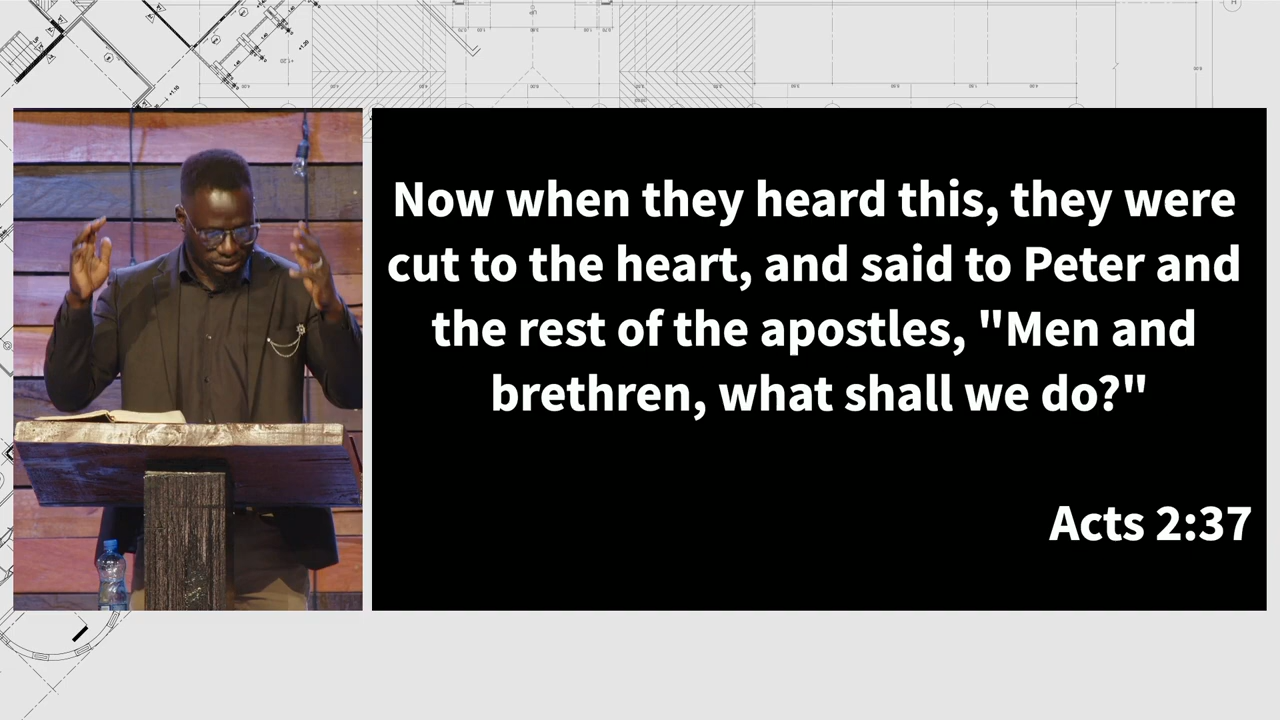 Now when they heard this, they were
cut to the heart, and said to Peter and
the rest of the apostles, "Men and
brethren, what shall we do?"
Acts 2:37